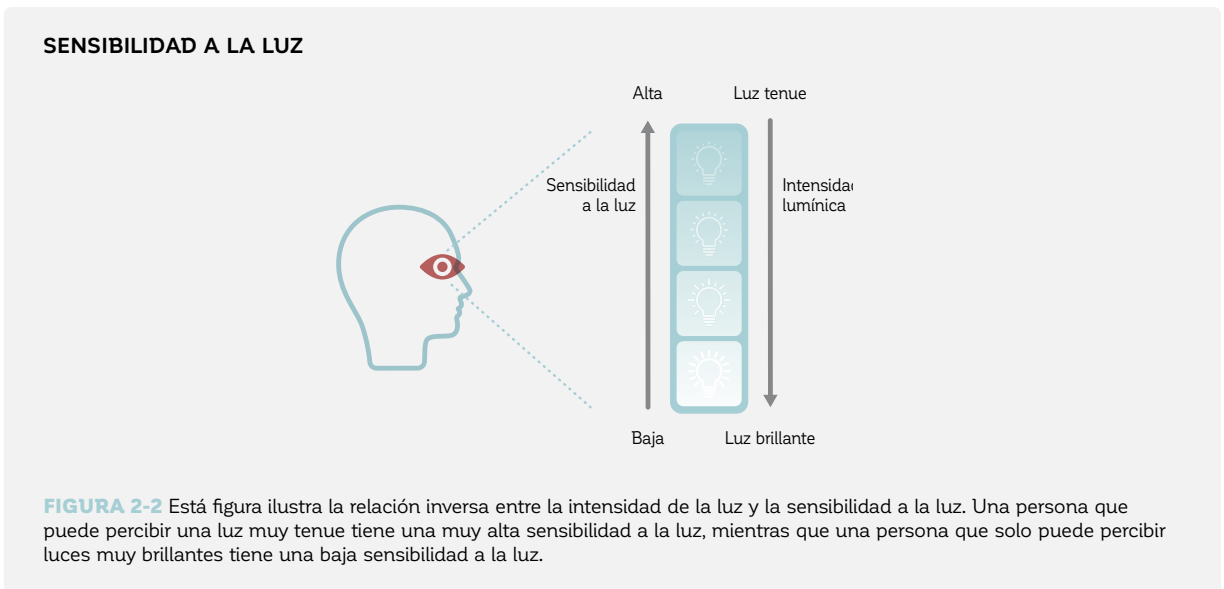 SENSIBILIDAD A LA LUZ
Alta
Luz tenue
Sensibilidad
a la luz
Intensidad
lumínica
Baja
Luz brillante
FIGURA 2-2 Está figura ilustra la relación inversa entre la intensidad de la luz y la sensibilidad a la luz. Una persona que
puede percibir una luz muy tenue tiene una muy alta sensibilidad a la luz, mientras que una persona que solo puede percibir
luces muy brillantes tiene una baja sensibilidad a la luz.